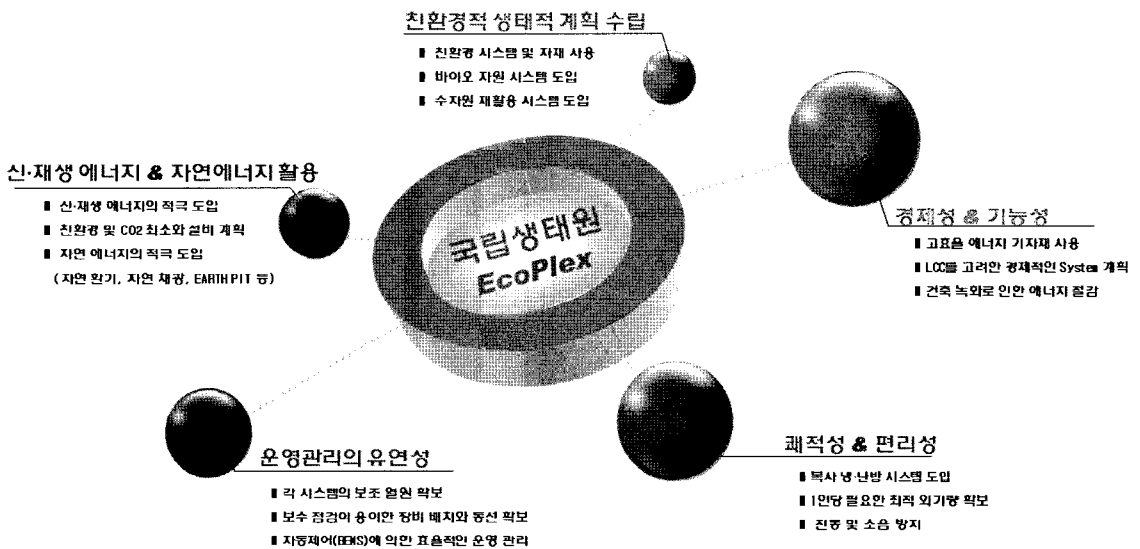 친환경적 생태적 계획 수립
▮ 친환경 시스템 및 자재 사용
▮ 바이오 자원 시스템 도입
▮ 수자원 재활용 시스템 도입
신·재생 에너지 & 자연에너지 활용
▮ 신·재생 에너지의 적극 도입
▮ 친환경 및 CO2 최소화 설비 계획
▮ 자연 에너지의 적극 도입
(자연 환기, 자연 채광, EARTH PIT 등)
국립생태원
EcoPlex
경제성 & 기능성
▮ 고효율 에너지 기자재 사용
▮ LCC를 고려한 경제적인 System 계획
▮ 건축 녹화로 인한 에너지 절감
운영관리의 유연성
▮ 각 시스템의 보조 열원 확보
▮ 보수 점검이 용이한 장비 배치와 동선 확보
▮ 자동제어(BEMS)에 의한 효율적인 운영 관리
쾌적성 & 편리성
▮ 복사 냉·난방 시스템 도입
▮ 1인당 필요한 최적 외기량 확보
▮ 진동 및 소음 방지